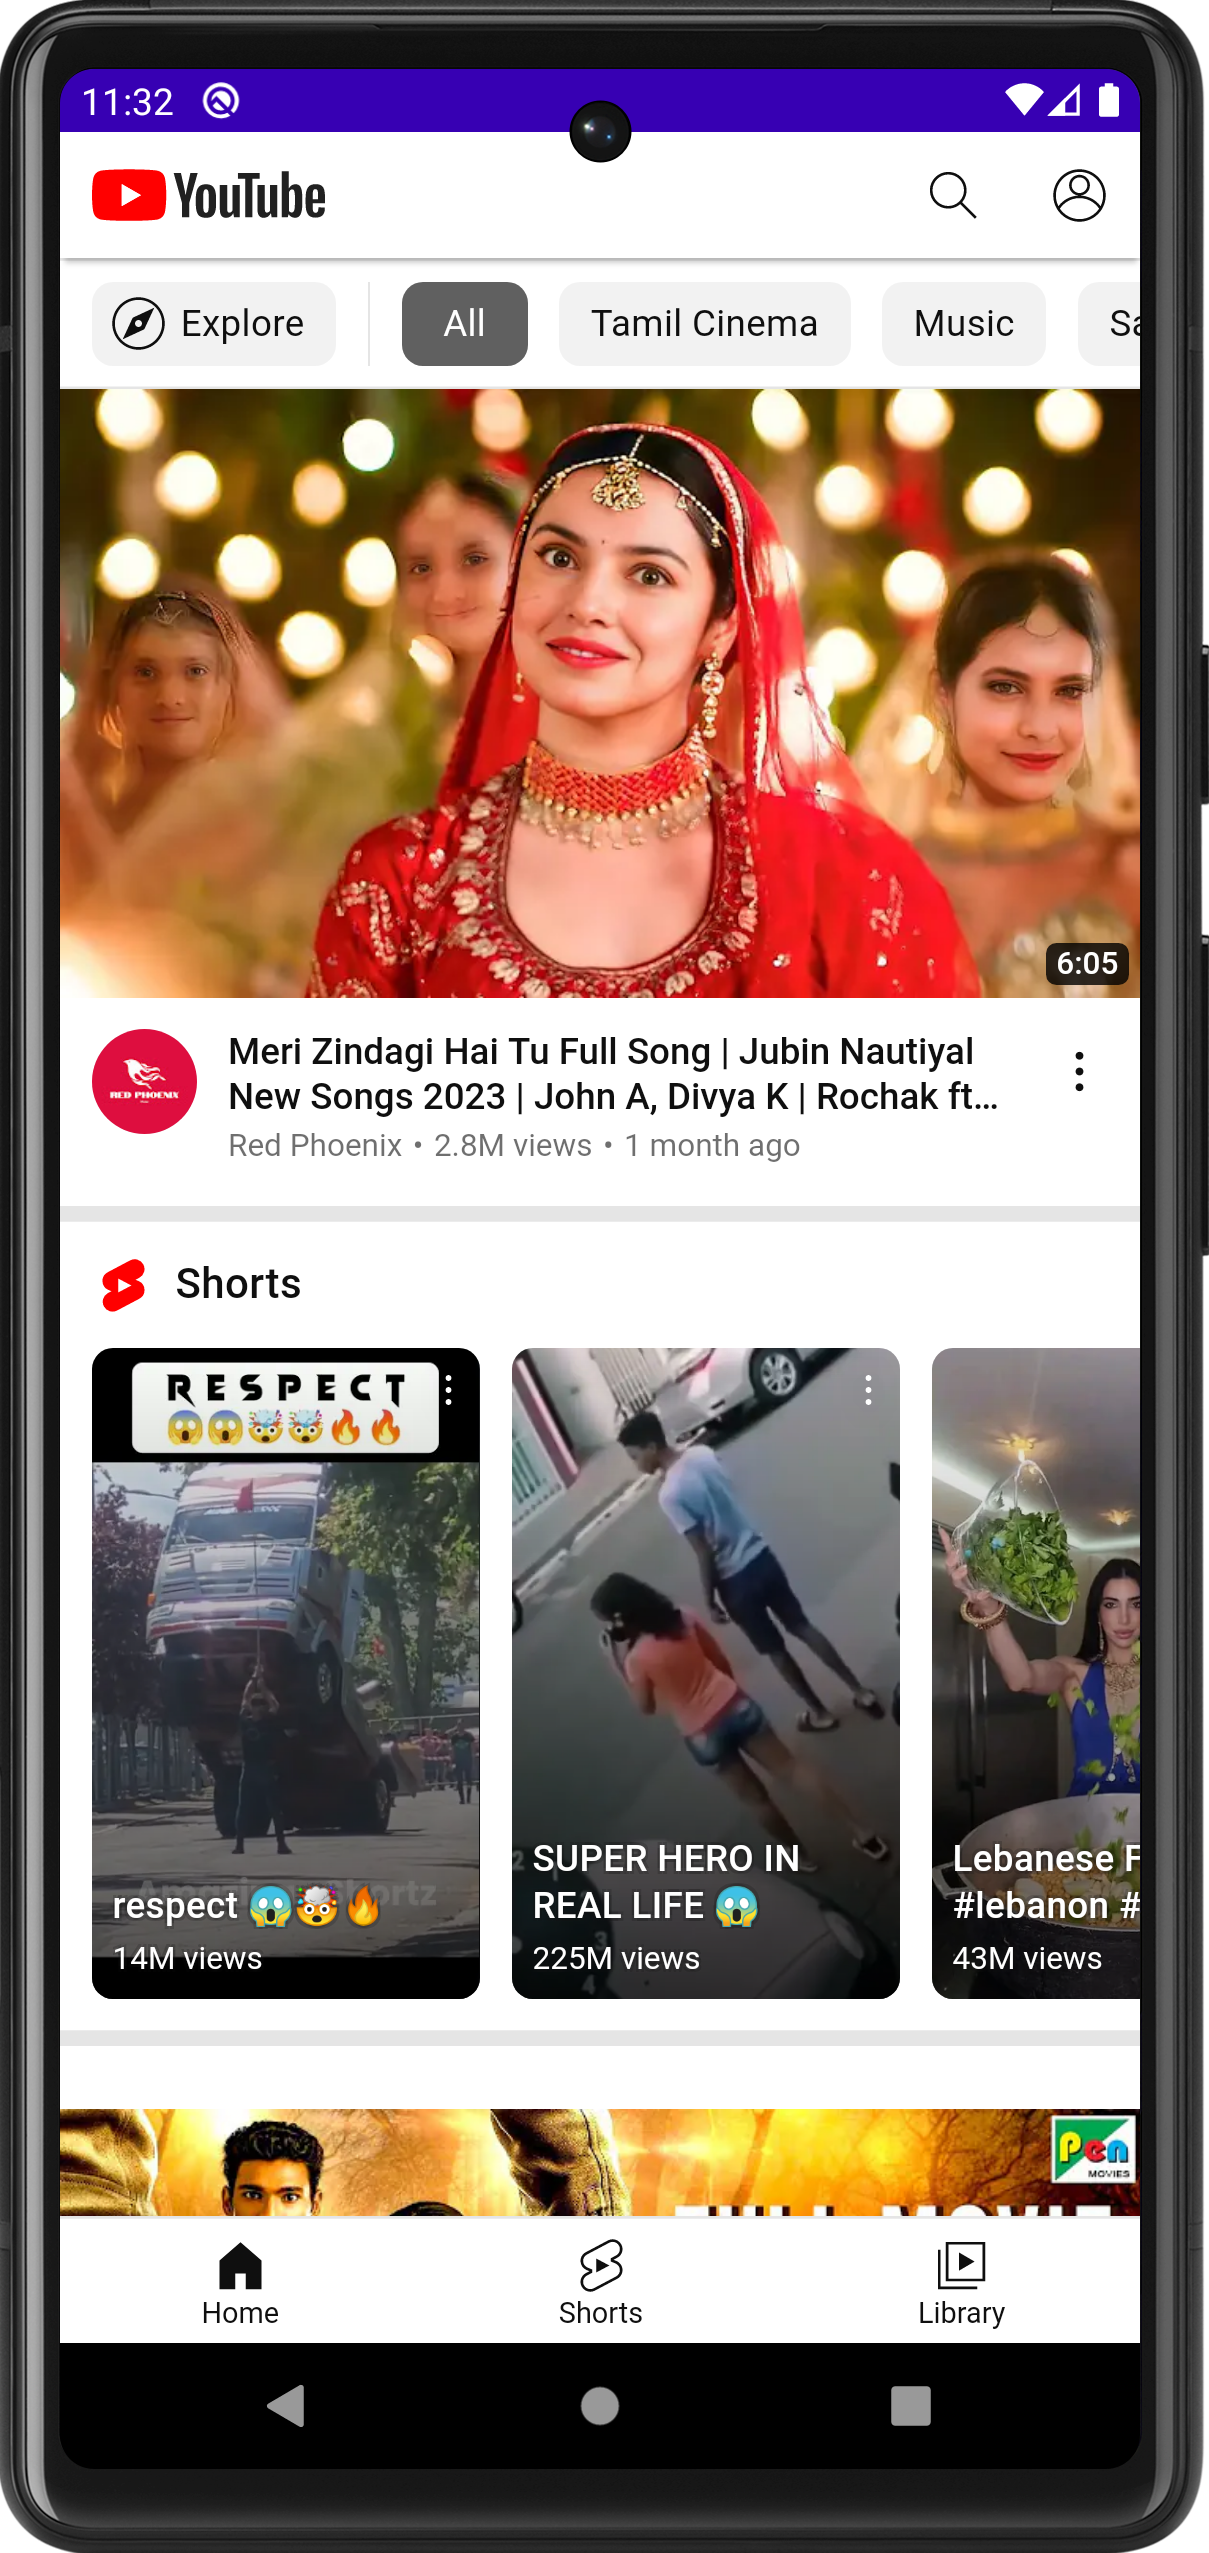 11:32
YouTube
Explore
All
Tamil Cinema
Music
Sa
6:05
RED PHOENIX
Meri Zindagi Hai Tu Full Song | Jubin Nautiyal
New Songs 2023 | John A, Divya K | Rochak ft...
Red Phoenix • 2.8M views • 1 month ago
Shorts
RESPECT
😱😱🤯🤯🔥🔥
respect 😱🤯🔥
14M views
SUPER HERO IN
REAL LIFE 😱
225M views
Lebanese F
#lebanon #
43M views
Pen
MOVIES
FULL MOVIE
Home
Shorts
Library